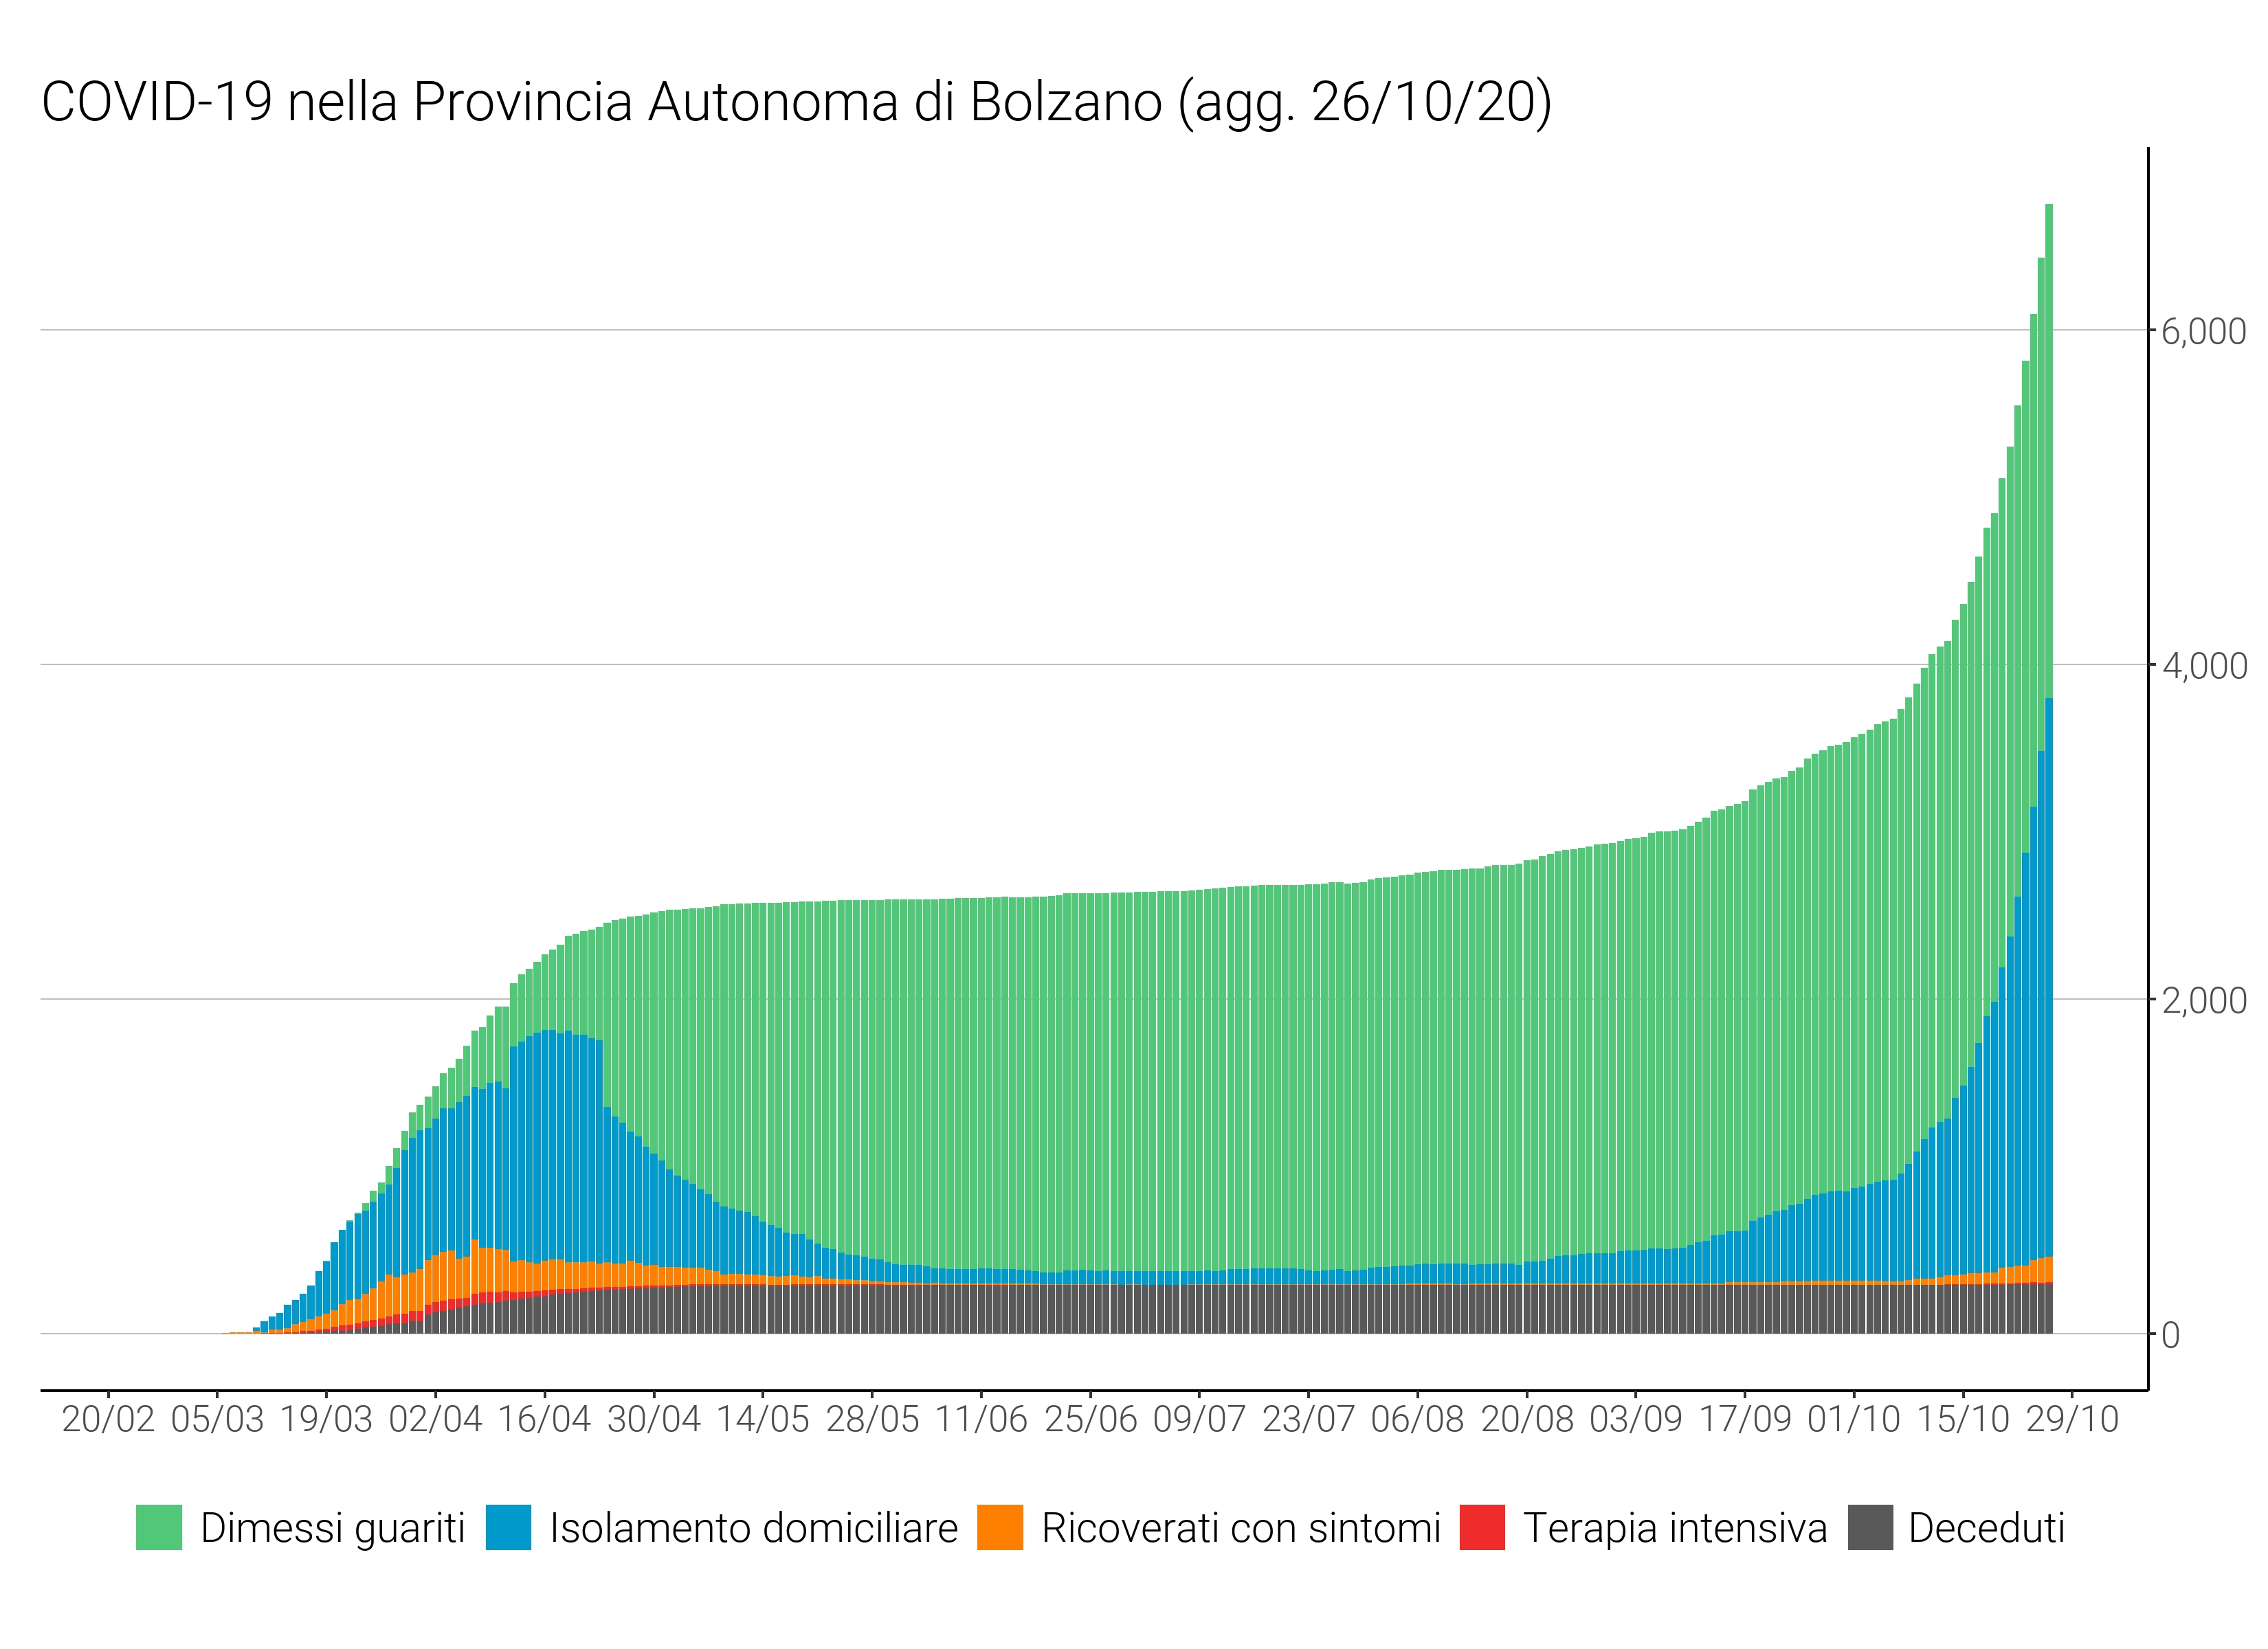 COVID-19 nella Provincia Autonoma di Bolzano (agg. 26/10/20)
6,000
4,000
2,000
0
20/02 05/03 19/03 02/04 16/04 30/04 14/05 28/05 11/06 25/06 09/07 23/07 06/08 20/08 03/09 17/09 01/10 15/10 29/10
Dimessi guariti Isolamento domiciliare Ricoverati con sintomi Terapia intensiva Deceduti